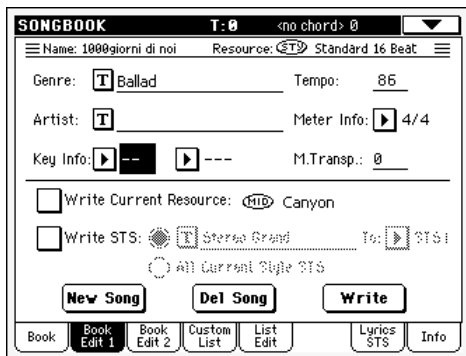 SONGBOOK T:0 <no chord> 0
Name: 1000giorni di noi Resource: STY Standard 16 Beat
Genre: T Ballad Tempo: 86
Artist: T Meter Info: 4/4
Key Info: -- --- M.Transp.: 0
Write Current Resource: MID Canyon
Write STS: T Stereo Grand To: STS1
All Current Style STS
New Song Del Song Write
Book Book Edit 1 Book Edit 2 Custom List List Edit Lyrics STS Info